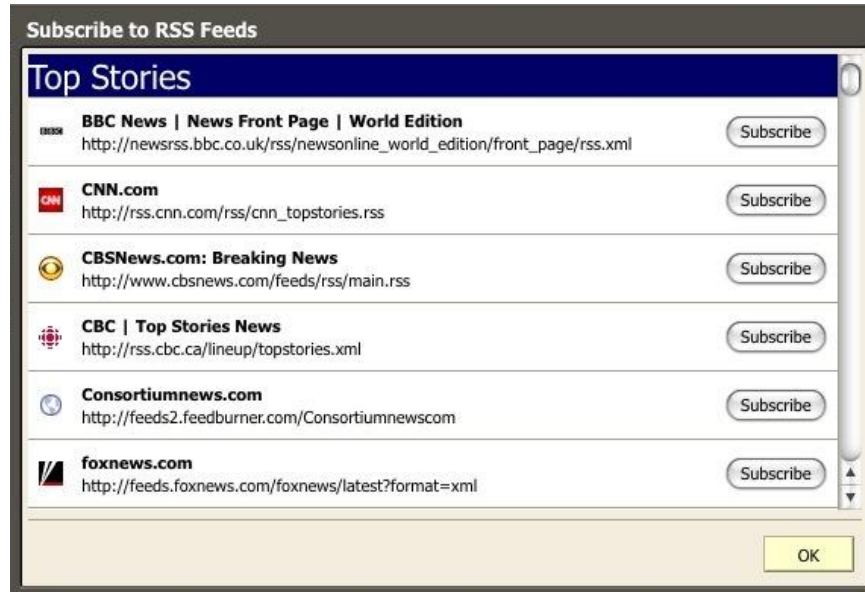 Subscribe to RSS Feeds
Top Stories
BBC News | News Front Page | World Edition
http://newsrss.bbc.co.uk/rss/newsonline_world_edition/front_page/rss.xml
Subscribe
CNN
CNN.com
http://rss.cnn.com/rss/cnn_topstories.rss
Subscribe
CBSNews.com: Breaking News
http://www.cbsnews.com/feeds/rss/main.rss
Subscribe
CBC | Top Stories News
http://rss.cbc.ca/lineup/topstories.xml
Subscribe
Consortiumnews.com
http://feeds2.feedburner.com/Consortiumnewscom
Subscribe
foxnews.com
http://feeds.foxnews.com/foxnews/latest?format=xml
Subscribe
OK